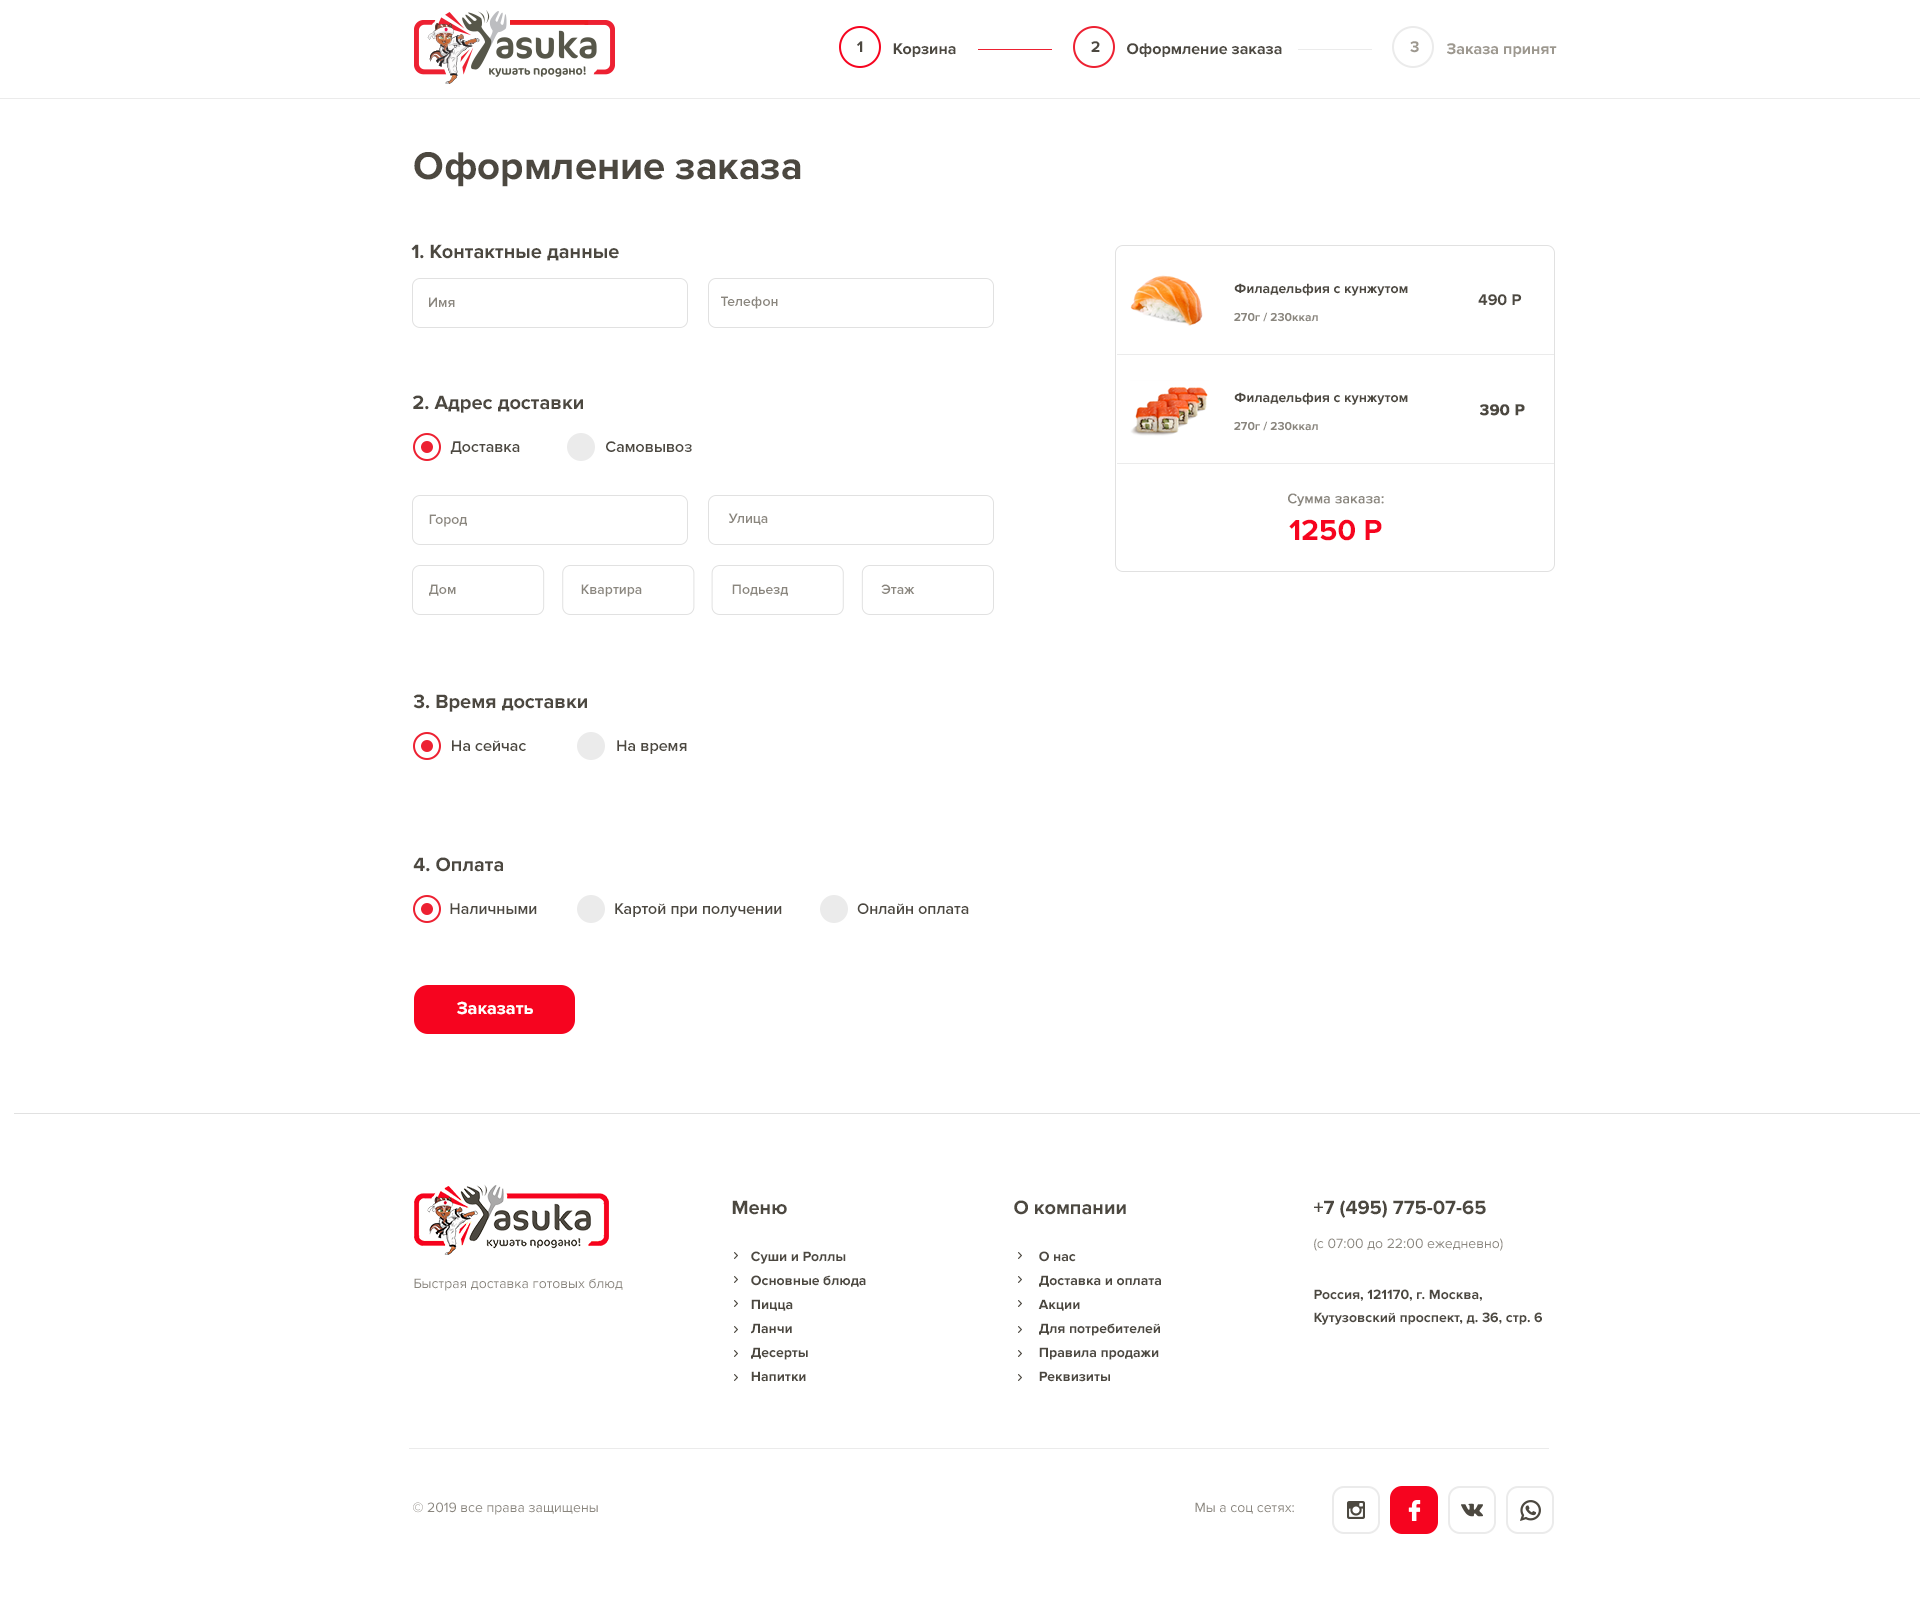 Yasuka
кушать продано!
1 Корзина 2 Оформление заказа 3 Заказа принят
Оформление заказа
1. Контактные данные
Имя Телефон
2. Адрес доставки
Доставка Самовывоз
Город Улица
Дом Квартира Подьезд Этаж
3. Время доставки
На сейчас На время
4. Оплата
Наличными Картой при получении Онлайн оплата
Заказать
Филадельфия с кунжутом
490 Р
270г / 230ккал
Филадельфия с кунжутом
390 Р
270г / 230ккал
Сумма заказа:
1250 Р
Yasuka
кушать продано!
Быстрая доставка готовых блюд
Меню
Суши и Роллы
Основные блюда
Пицца
Ланчи
Десерты
Напитки
О компании
О нас
Доставка и оплата
Акции
Для потребителей
Правила продажи
Реквизиты
+7 (495) 775-07-65
(с 07:00 до 22:00 ежедневно)
Россия, 121170, г. Москва,
Кутузовский проспект, д. 36, стр. 6
© 2019 все права защищены
Мы а соц сетях: